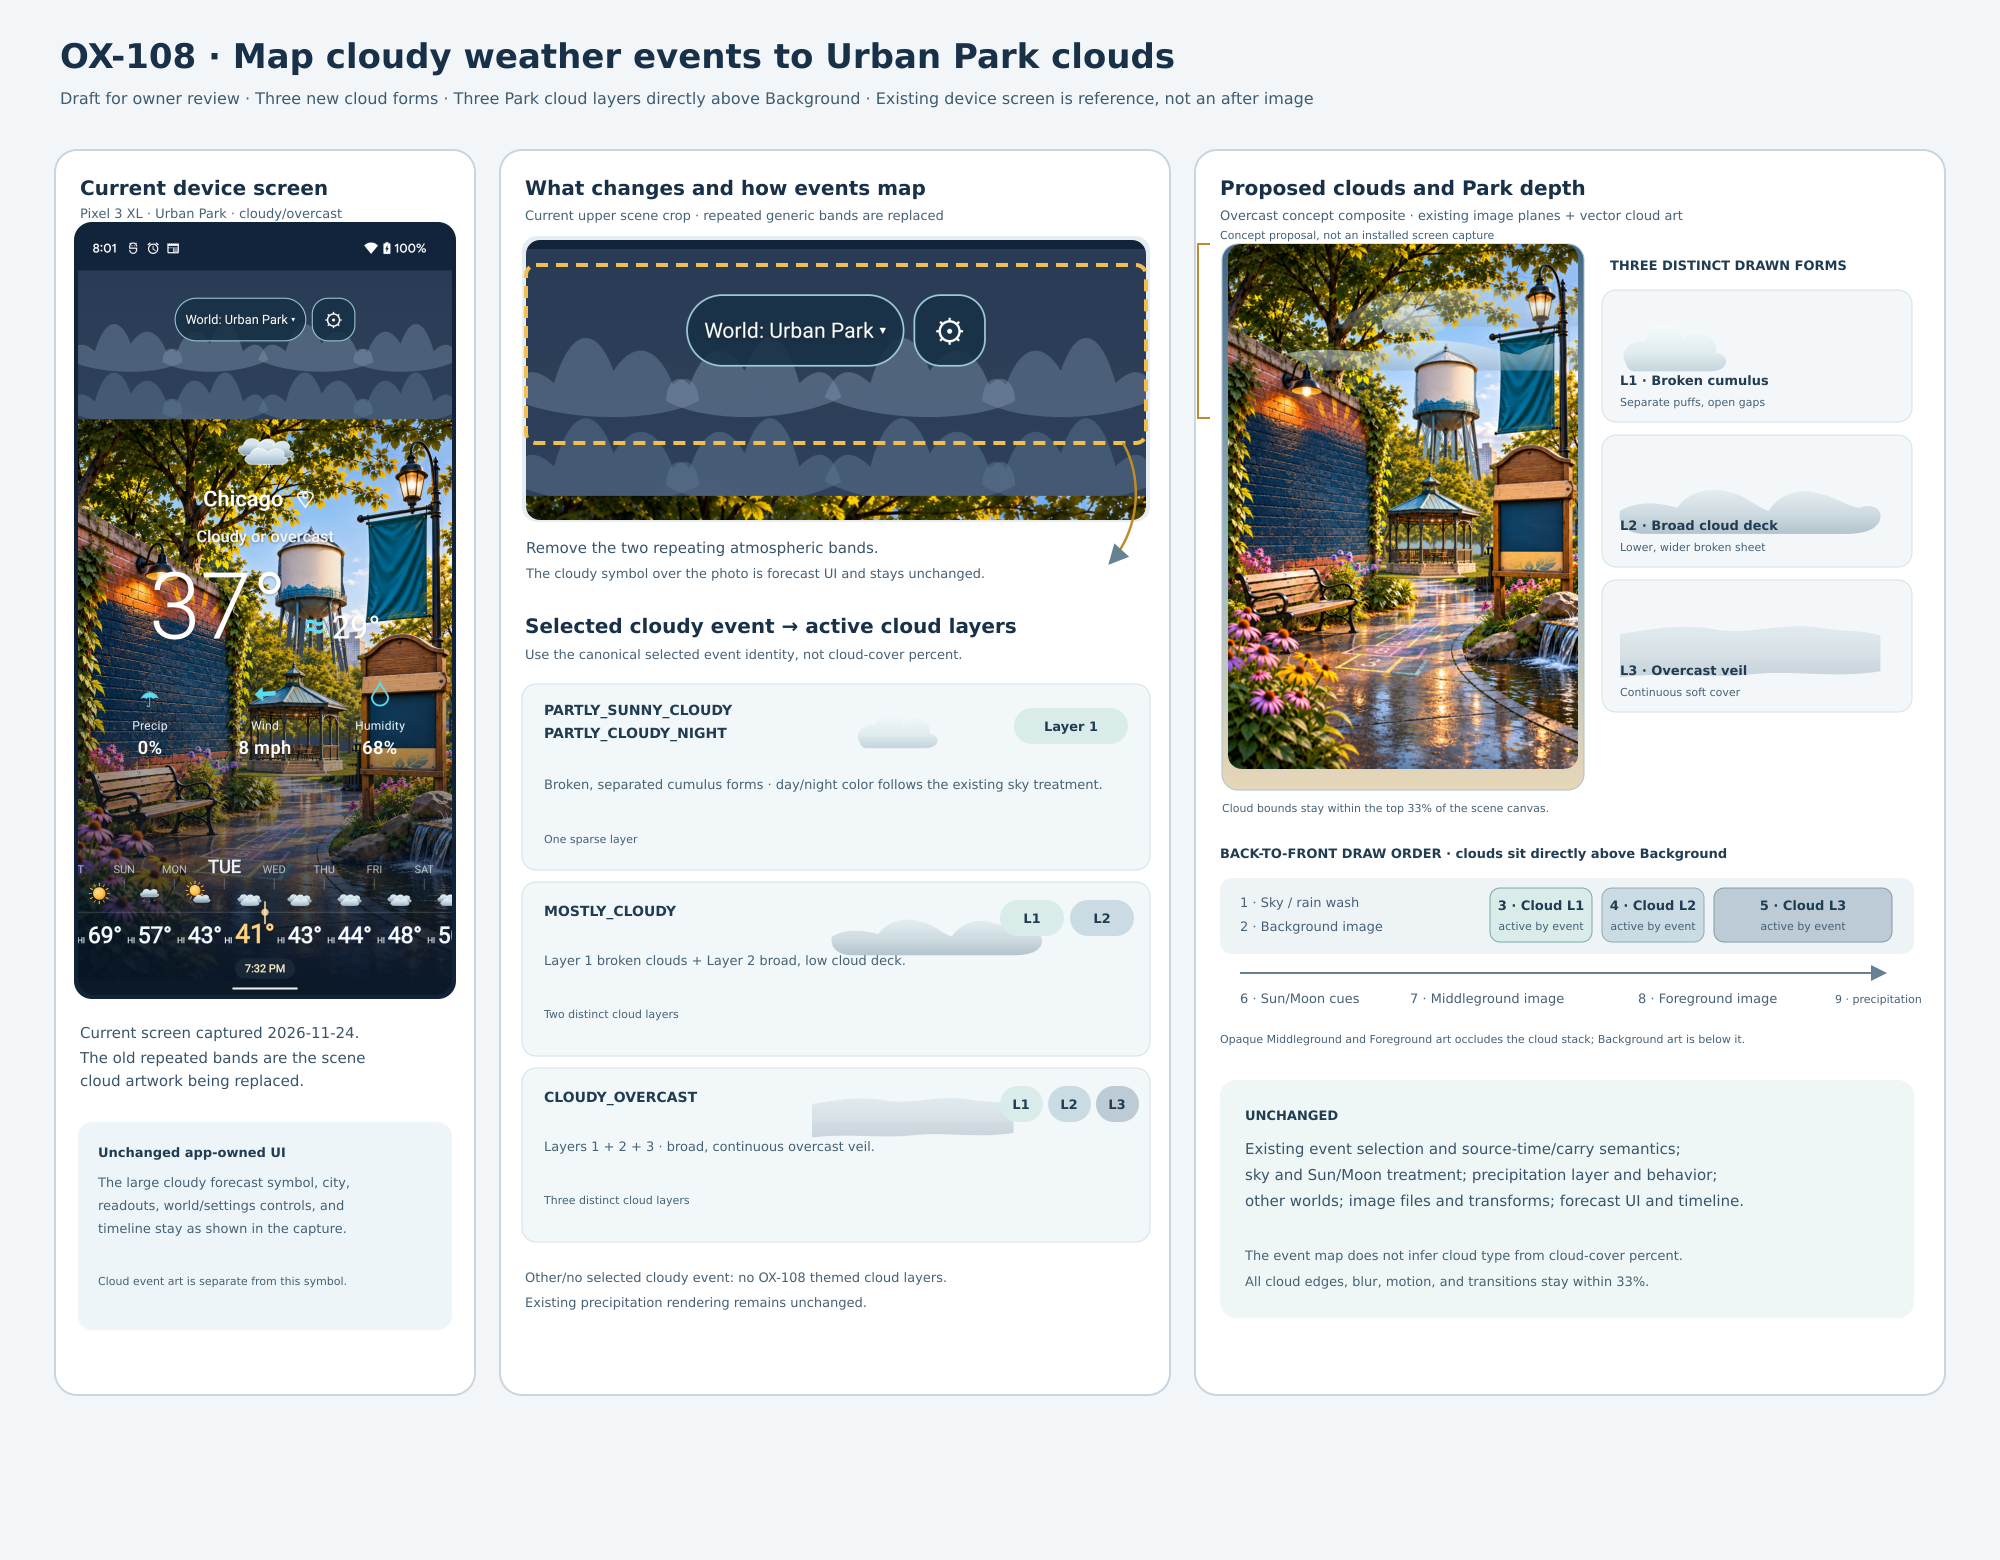 OX-108 · Map cloudy weather events to Urban Park clouds
Draft for owner review · Three new cloud forms · Three Park cloud layers directly above Background · Existing device screen is reference, not an after image
Current device screen
Pixel 3 XL · Urban Park · cloudy/overcast
8:01
100%
World: Urban Park ▾
Chicago
Cloudy or overcast
37°
≈ 29°
Precip
Wind
Humidity
0%
8 mph
68%
SUN MON TUE WED THU FRI SAT
HI 69° HI 57° HI 43° HI 41° HI 43° HI 44° HI 48° HI
7:32 PM
Current screen captured 2026-11-24.
The old repeated bands are the scene
cloud artwork being replaced.
Unchanged app-owned UI
The large cloudy forecast symbol, city,
readouts, world/settings controls, and
timeline stay as shown in the capture.
Cloud event art is separate from this symbol.
What changes and how events map
Current upper scene crop · repeated generic bands are replaced
World: Urban Park ▾
Remove the two repeating atmospheric bands.
The cloudy symbol over the photo is forecast UI and stays unchanged.
Selected cloudy event → active cloud layers
Use the canonical selected event identity, not cloud-cover percent.
PARTLY_SUNNY_CLOUDY
PARTLY_CLOUDY_NIGHT
Layer 1
Broken, separated cumulus forms · day/night color follows the existing sky treatment.
One sparse layer
MOSTLY_CLOUDY
L1
L2
Layer 1 broken clouds + Layer 2 broad, low cloud deck.
Two distinct cloud layers
CLOUDY_OVERCAST
L1
L2
L3
Layers 1 + 2 + 3 · broad, continuous overcast veil.
Three distinct cloud layers
Other/no selected cloudy event: no OX-108 themed cloud layers.
Existing precipitation rendering remains unchanged.
Proposed clouds and Park depth
Overcast concept composite · existing image planes + vector cloud art
Concept proposal, not an installed screen capture
THREE DISTINCT DRAWN FORMS
L1 · Broken cumulus
Separate puffs, open gaps
L2 · Broad cloud deck
Lower, wider broken sheet
L3 · Overcast veil
Continuous soft cover
Cloud bounds stay within the top 33% of the scene canvas.
BACK-TO-FRONT DRAW ORDER · clouds sit directly above Background
1 · Sky / rain wash
2 · Background image
3 · Cloud L1
active by event
4 · Cloud L2
active by event
5 · Cloud L3
active by event
6 · Sun/Moon cues
7 · Middleground image
8 · Foreground image
9 · precipitation
Opaque Middleground and Foreground art occludes the cloud stack; Background art is below it.
UNCHANGED
Existing event selection and source-time/carry semantics;
sky and Sun/Moon treatment; precipitation layer and behavior;
other worlds; image files and transforms; forecast UI and timeline.
The event map does not infer cloud type from cloud-cover percent.
All cloud edges, blur, motion, and transitions stay within 33%.